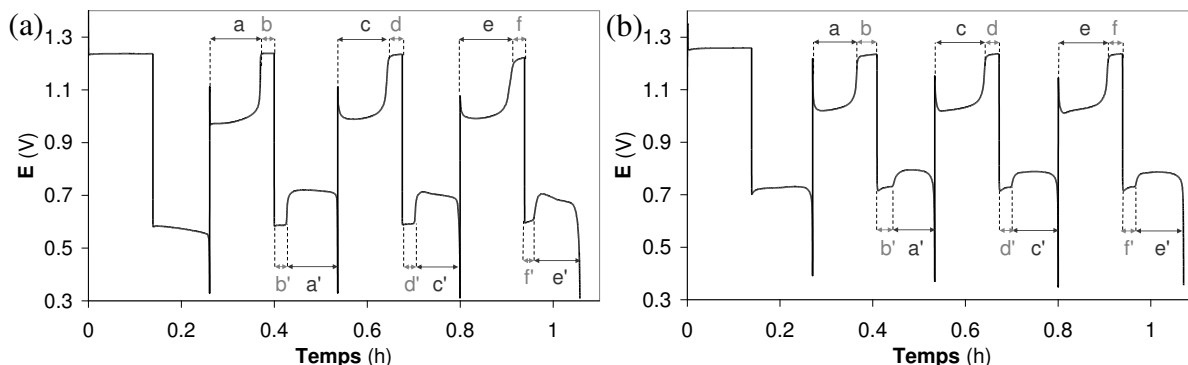 (a)
1.3
1.1
0.9
0.7
0.5
0.3
E (V)
0
0.2
0.4
0.6
0.8
1
Temps (h)
a
b
c
d
e
f
b'
a'
d'
c'
f'
e'
(b)
1.3
1.1
0.9
0.7
0.5
0.3
E (V)
0
0.2
0.4
0.6
0.8
1
Temps (h)
a
b
c
d
e
f
b'
a'
d'
c'
f'
e'